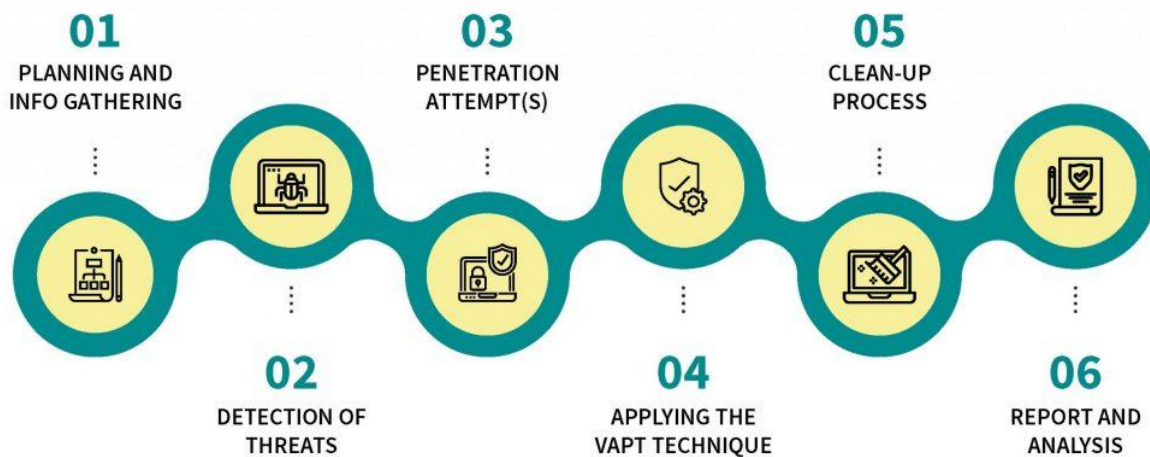 01
PLANNING AND
INFO GATHERING
02
DETECTION OF
THREATS
03
PENETRATION
ATTEMPT(S)
04
APPLYING THE
VAPT TECHNIQUE
05
CLEAN-UP
PROCESS
06
REPORT AND
ANALYSIS